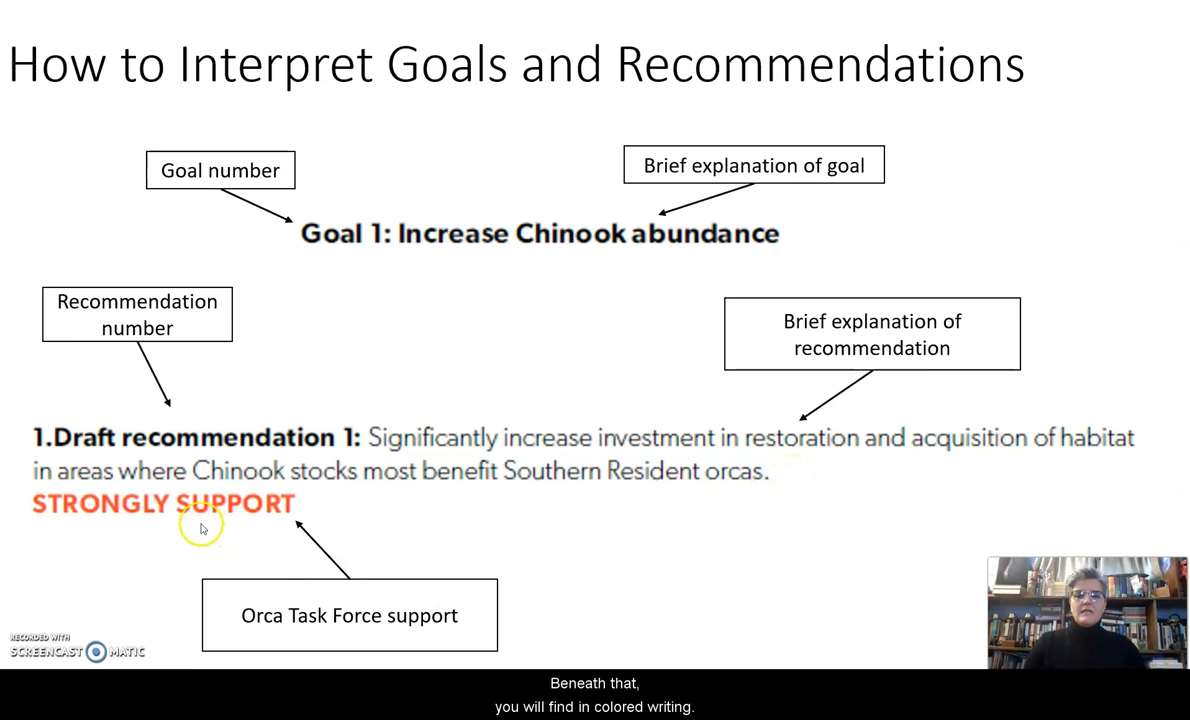 How to Interpret Goals and Recommendations
Goal number
Brief explanation of goal
Goal 1: Increase Chinook abundance
Recommendation
number
Brief explanation of
recommendation
1.Draft recommendation 1: Significantly increase investment in restoration and acquisition of habitat
in areas where Chinook stocks most benefit Southern Resident orcas.
STRONGLY SUPPORT
Orca Task Force support
RECORDED WITH
SCREENCAST MATIC
Beneath that,
you will find in colored writing.